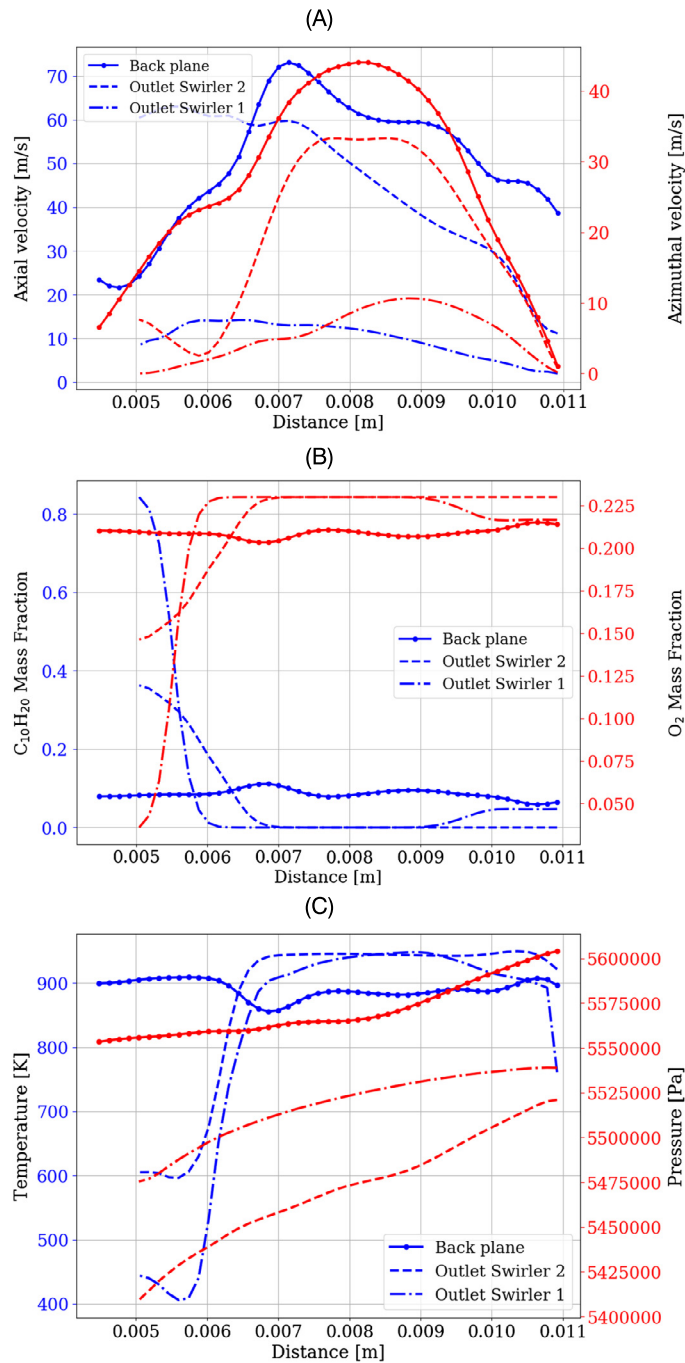 (A)
Back plane
Outlet Swirler 2
Outlet Swirler 1
Axial velocity [m/s]
70
60
50
40
30
20
10
0
Azimuthal velocity [m/s]
40
30
20
10
0
0.005 0.006 0.007 0.008 0.009 0.010 0.011
Distance [m]
(B)
C10H20 Mass Fraction
0.8
0.6
0.4
0.2
0.0
Back plane
Outlet Swirler 2
Outlet Swirler 1
O2 Mass Fraction
0.225
0.200
0.175
0.150
0.125
0.100
0.075
0.050
0.005 0.006 0.007 0.008 0.009 0.010 0.011
Distance [m]
(C)
Temperature [K]
900
800
700
600
500
400
Pressure [Pa]
5600000
5575000
5550000
5525000
5500000
5475000
5450000
5425000
5400000
Back plane
Outlet Swirler 2
Outlet Swirler 1
0.005 0.006 0.007 0.008 0.009 0.010 0.011
Distance [m]